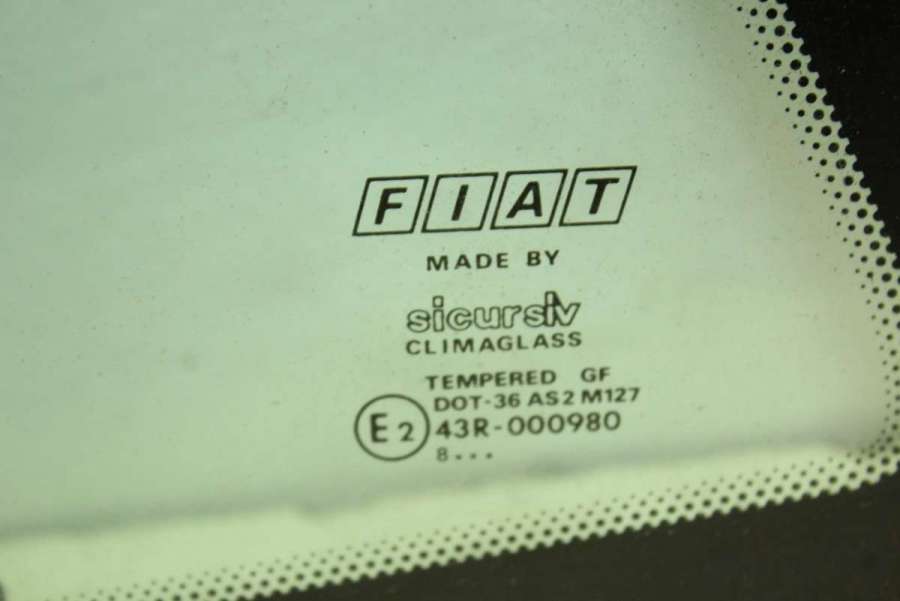 FIAT
MADE BY
sicursiv
CLIMAGLASS
TEMPERED GF
DOT-36 AS2 M127
E2 43R-000980
8...